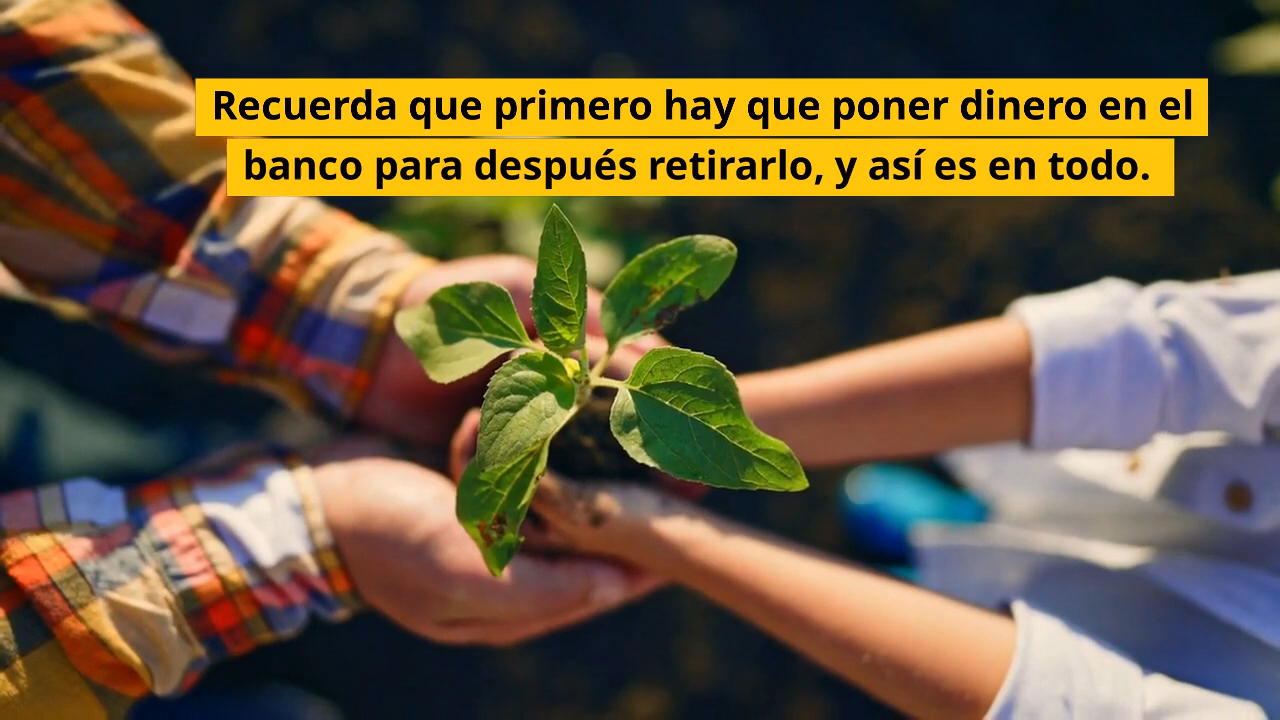 Recuerda que primero hay que poner dinero en el
banco para después retirarlo, y así es en todo.